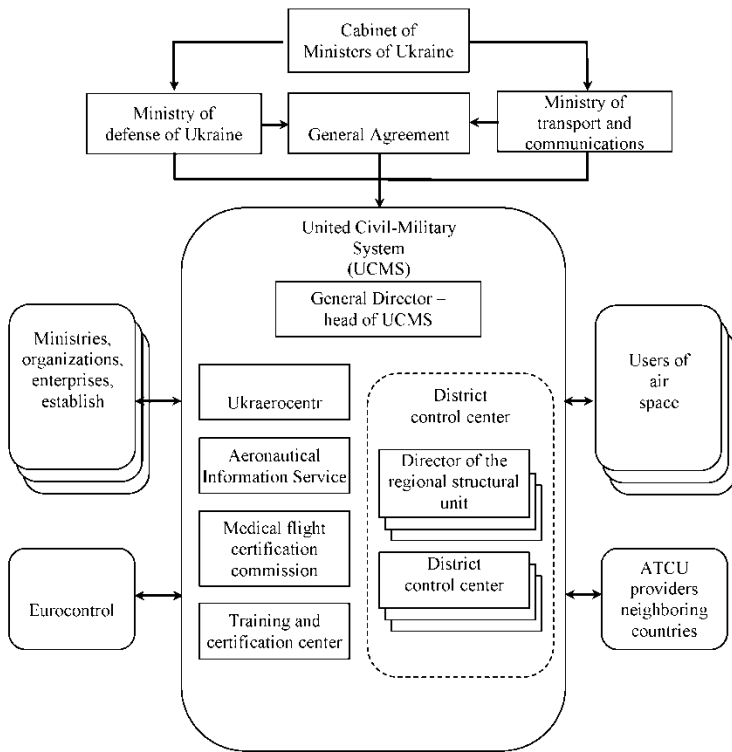 Cabinet of
Ministers of Ukraine
Ministry of
defense of Ukraine
General Agreement
Ministry of
transport and
communications
United Civil-Military
System
(UCMS)
General Director –
head of UCMS
Ministries,
organizations,
enterprises,
establish
Ukraerocentr
Aeronautical
Information Service
Medical flight
certification
commission
Training and
certification center
District
control center
Director of the
regional structural
unit
District
control center
Users of
air
space
Eurocontrol
ATCU
providers
neighboring
countries